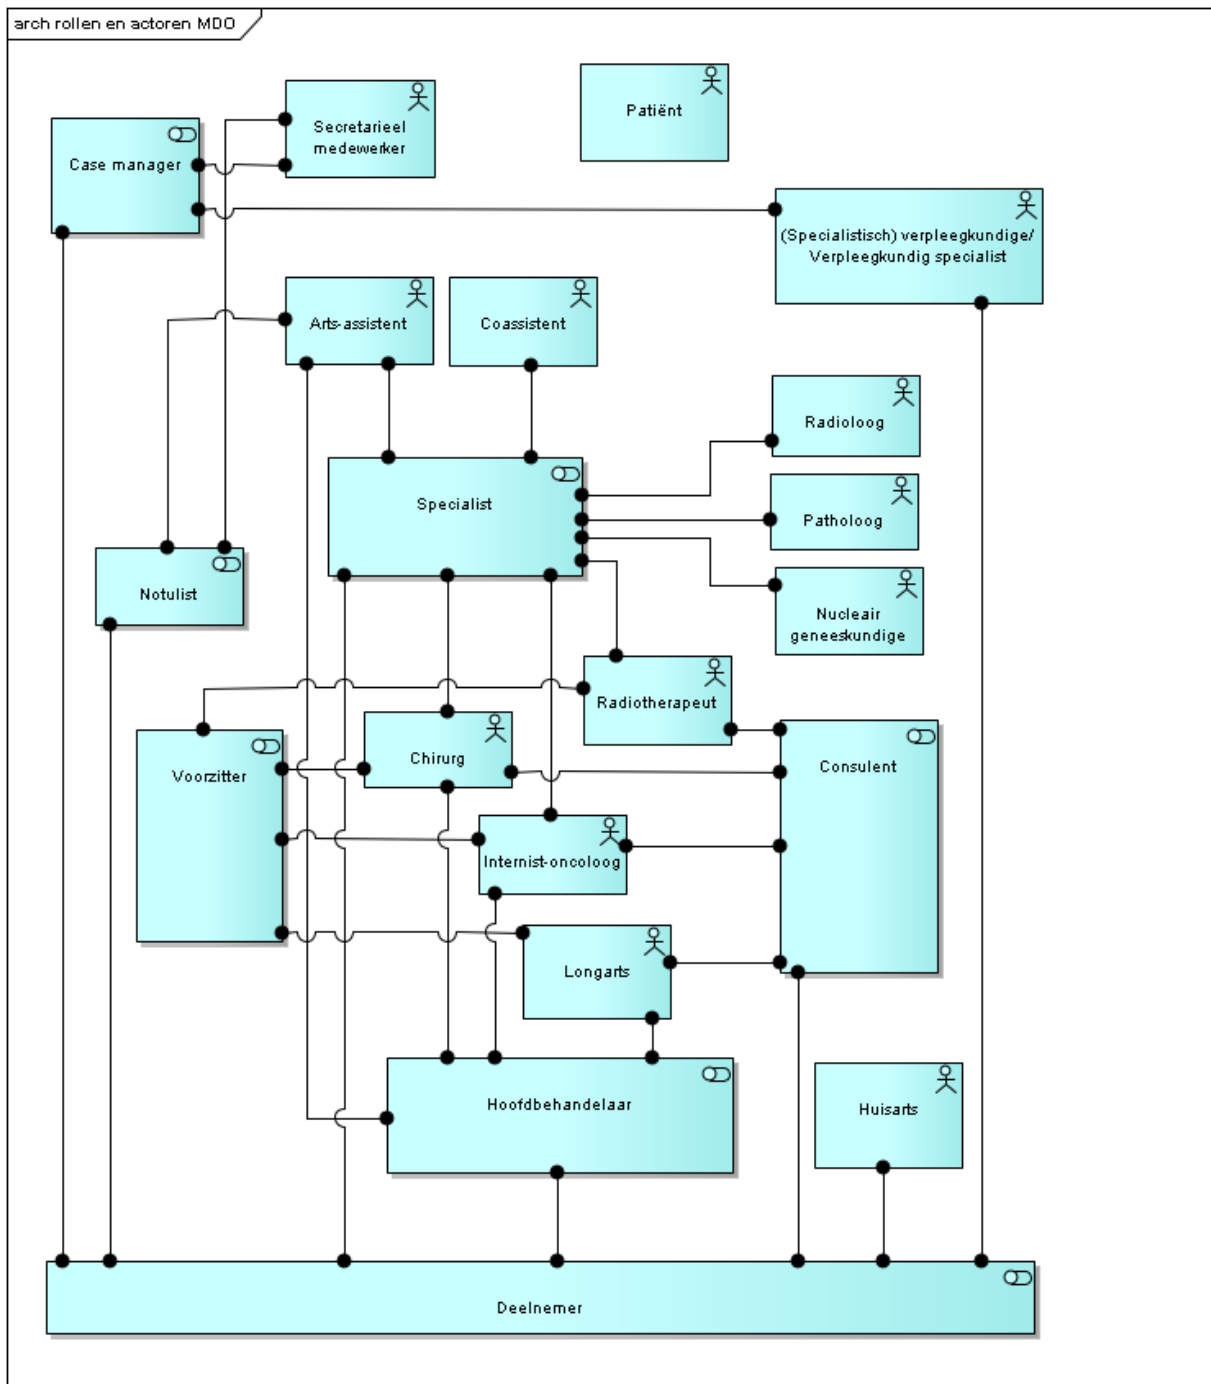 arch rollen en actoren MDO
Patiënt
Secretarieel
medewerker
Case manager
(Specialistisch) verpleegkundige/
Verpleegkundig specialist
Arts-assistent
Coassistent
Radioloog
Specialist
Patholoog
Notulist
Nucleair
geneeskundige
Radiotherapeut
Chirurg
Consulent
Voorzitter
Internist-oncoloog
Longarts
Hoofdbehandelaar
Huisarts
Deelnemer